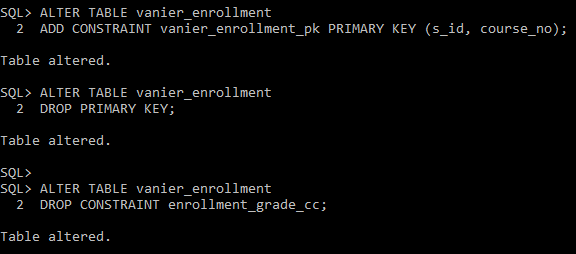 SQL> ALTER TABLE vanier_enrollment
2 ADD CONSTRAINT vanier_enrollment_pk PRIMARY KEY (s_id, course_no);
Table altered.
SQL> ALTER TABLE vanier_enrollment
2 DROP PRIMARY KEY;
Table altered.
SQL>
SQL> ALTER TABLE vanier_enrollment
2 DROP CONSTRAINT enrollment_grade_cc;
Table altered.